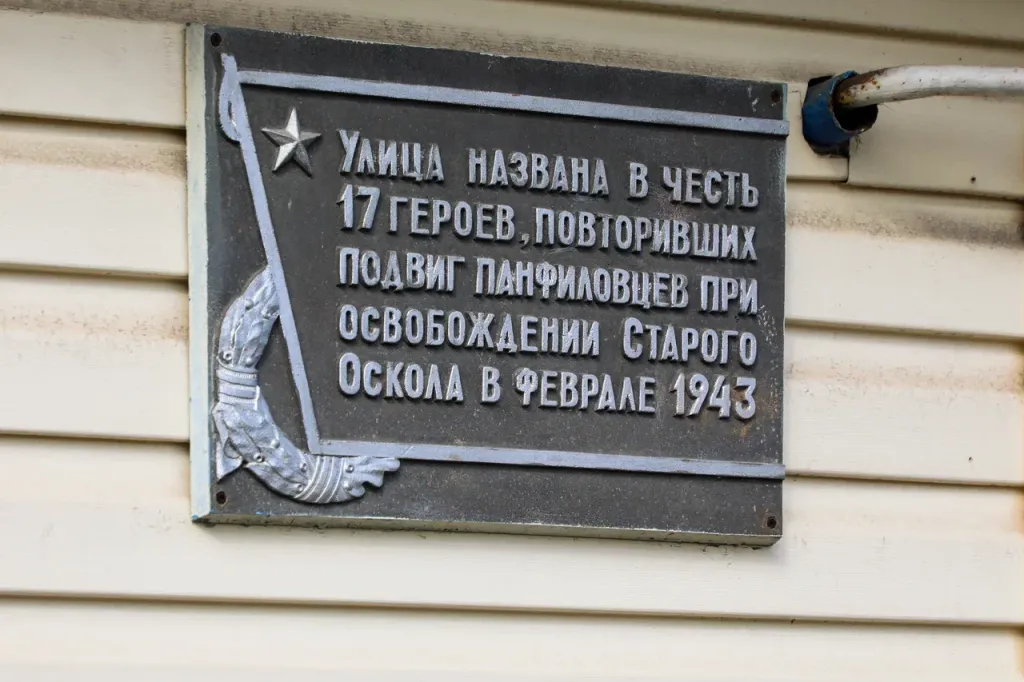 Улица названа в честь
17 героев, повторивших
подвиг панфиловцев при
освобождении Старого
Оскола в феврале 1943